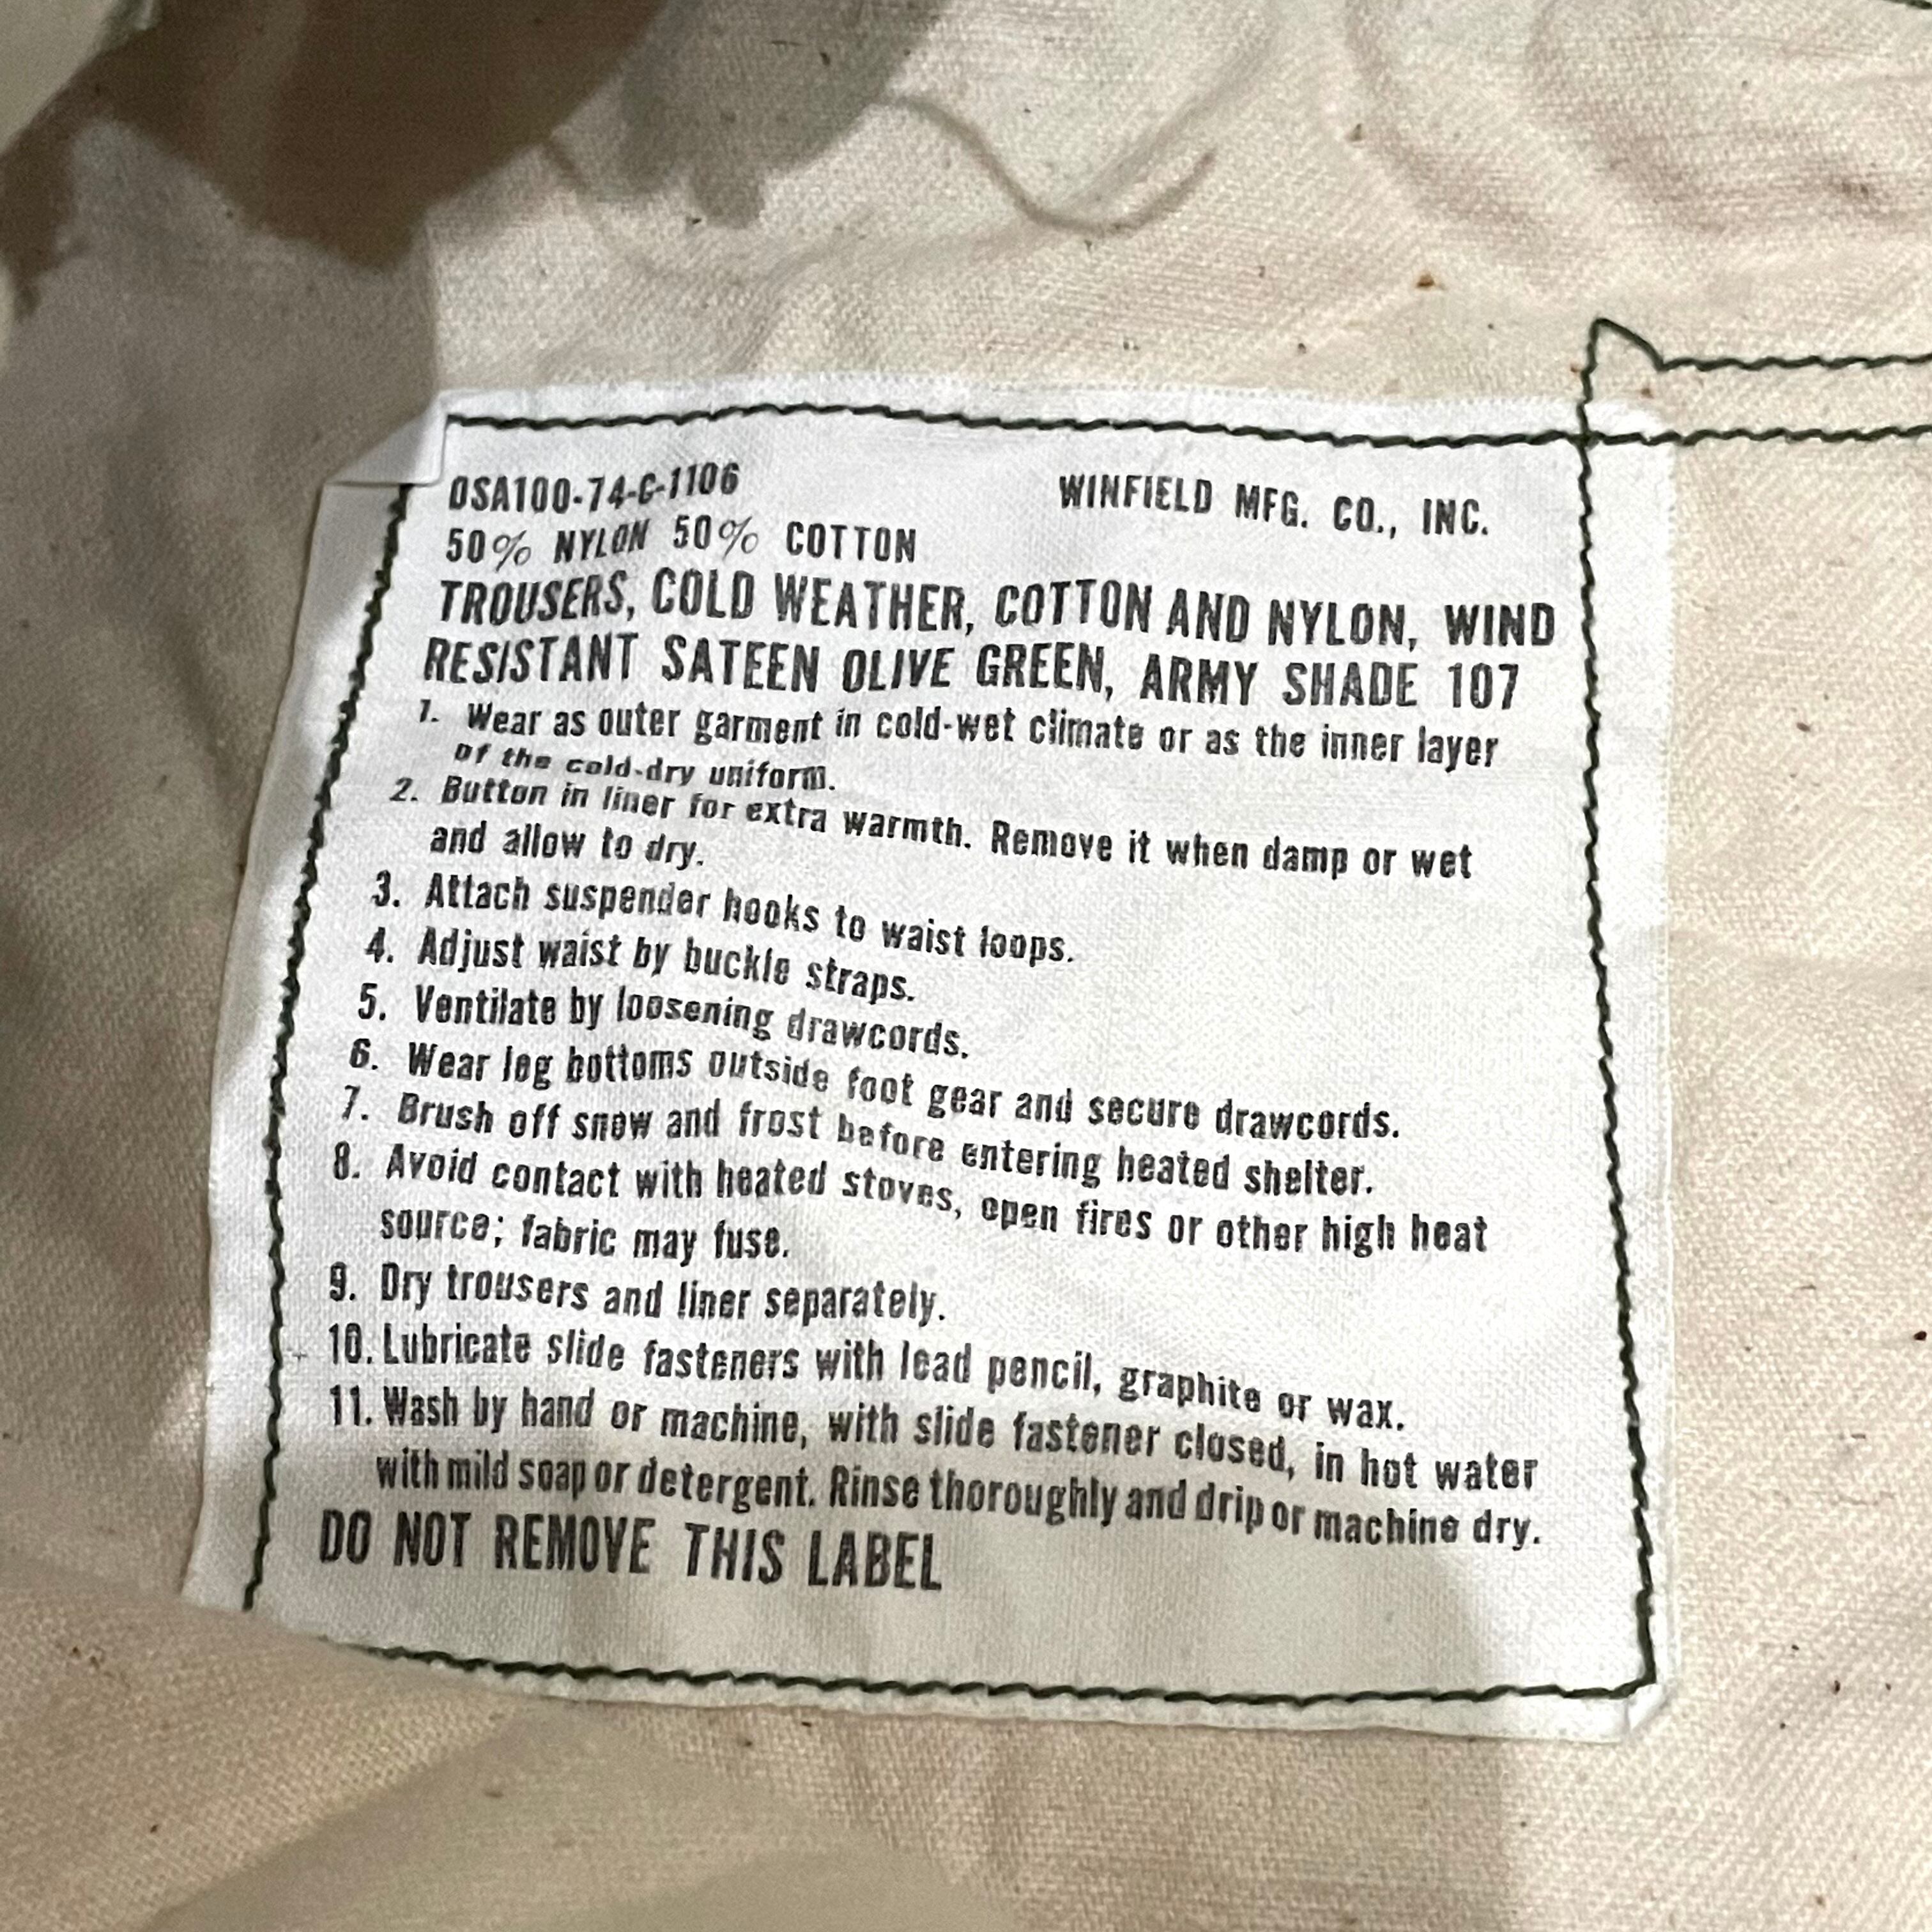 DSA100-74-C-1106 WINFIELD MFG. CO., INC.
50% NYLON 50% COTTON
TROUSERS, COLD WEATHER, COTTON AND NYLON, WIND
RESISTANT SATEEN OLIVE GREEN, ARMY SHADE 107
1. Wear as outer garment in cold-wet climate or as the inner layer
of the cold-dry uniform.
2. Button in liner for extra warmth. Remove it when damp or wet
and allow to dry.
3. Attach suspender hooks to waist loops.
4. Adjust waist by buckle straps.
5. Ventilate by loosening drawcords.
6. Wear leg bottoms outside foot gear and secure drawcords.
7. Brush off snow and frost before entering heated shelter.
8. Avoid contact with heated stoves, open fires or other high heat
source; fabric may fuse.
9. Dry trousers and liner separately.
10. Lubricate slide fasteners with lead pencil, graphite or wax.
11. Wash by hand or machine, with slide fastener closed, in hot water
with mild soap or detergent. Rinse thoroughly and drip or machine dry.
DO NOT REMOVE THIS LABEL